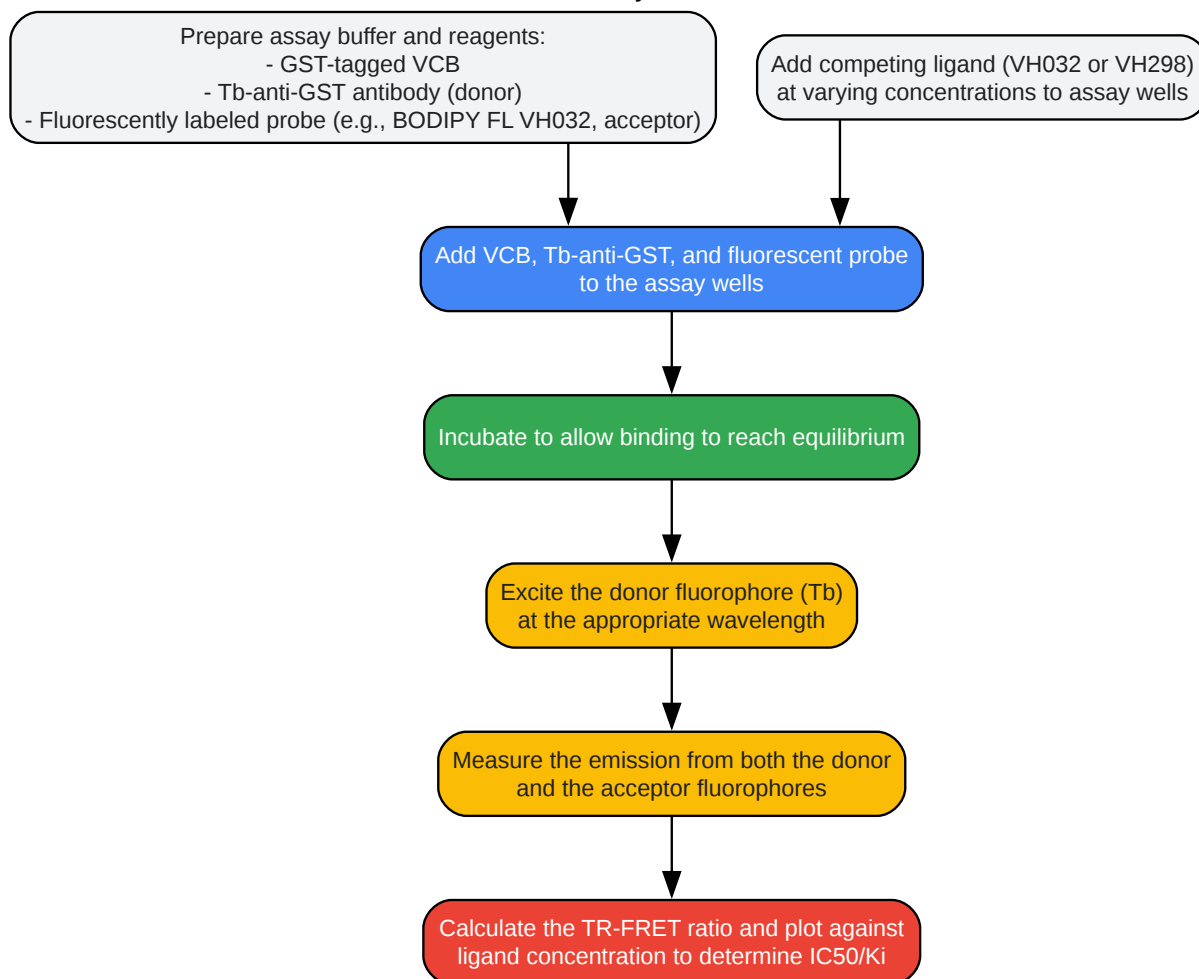 Prepare assay buffer and reagents:
- GST-tagged VCB
- Tb-anti-GST antibody (donor)
- Fluorescently labeled probe (e.g., BODIPY FL VH032, acceptor)
Add competing ligand (VH032 or VH298)
at varying concentrations to assay wells
Add VCB, Tb-anti-GST, and fluorescent probe
to the assay wells
Incubate to allow binding to reach equilibrium
Excite the donor fluorophore (Tb)
at the appropriate wavelength
Measure the emission from both the donor
and the acceptor fluorophores
Calculate the TR-FRET ratio and plot against
ligand concentration to determine IC50/Ki